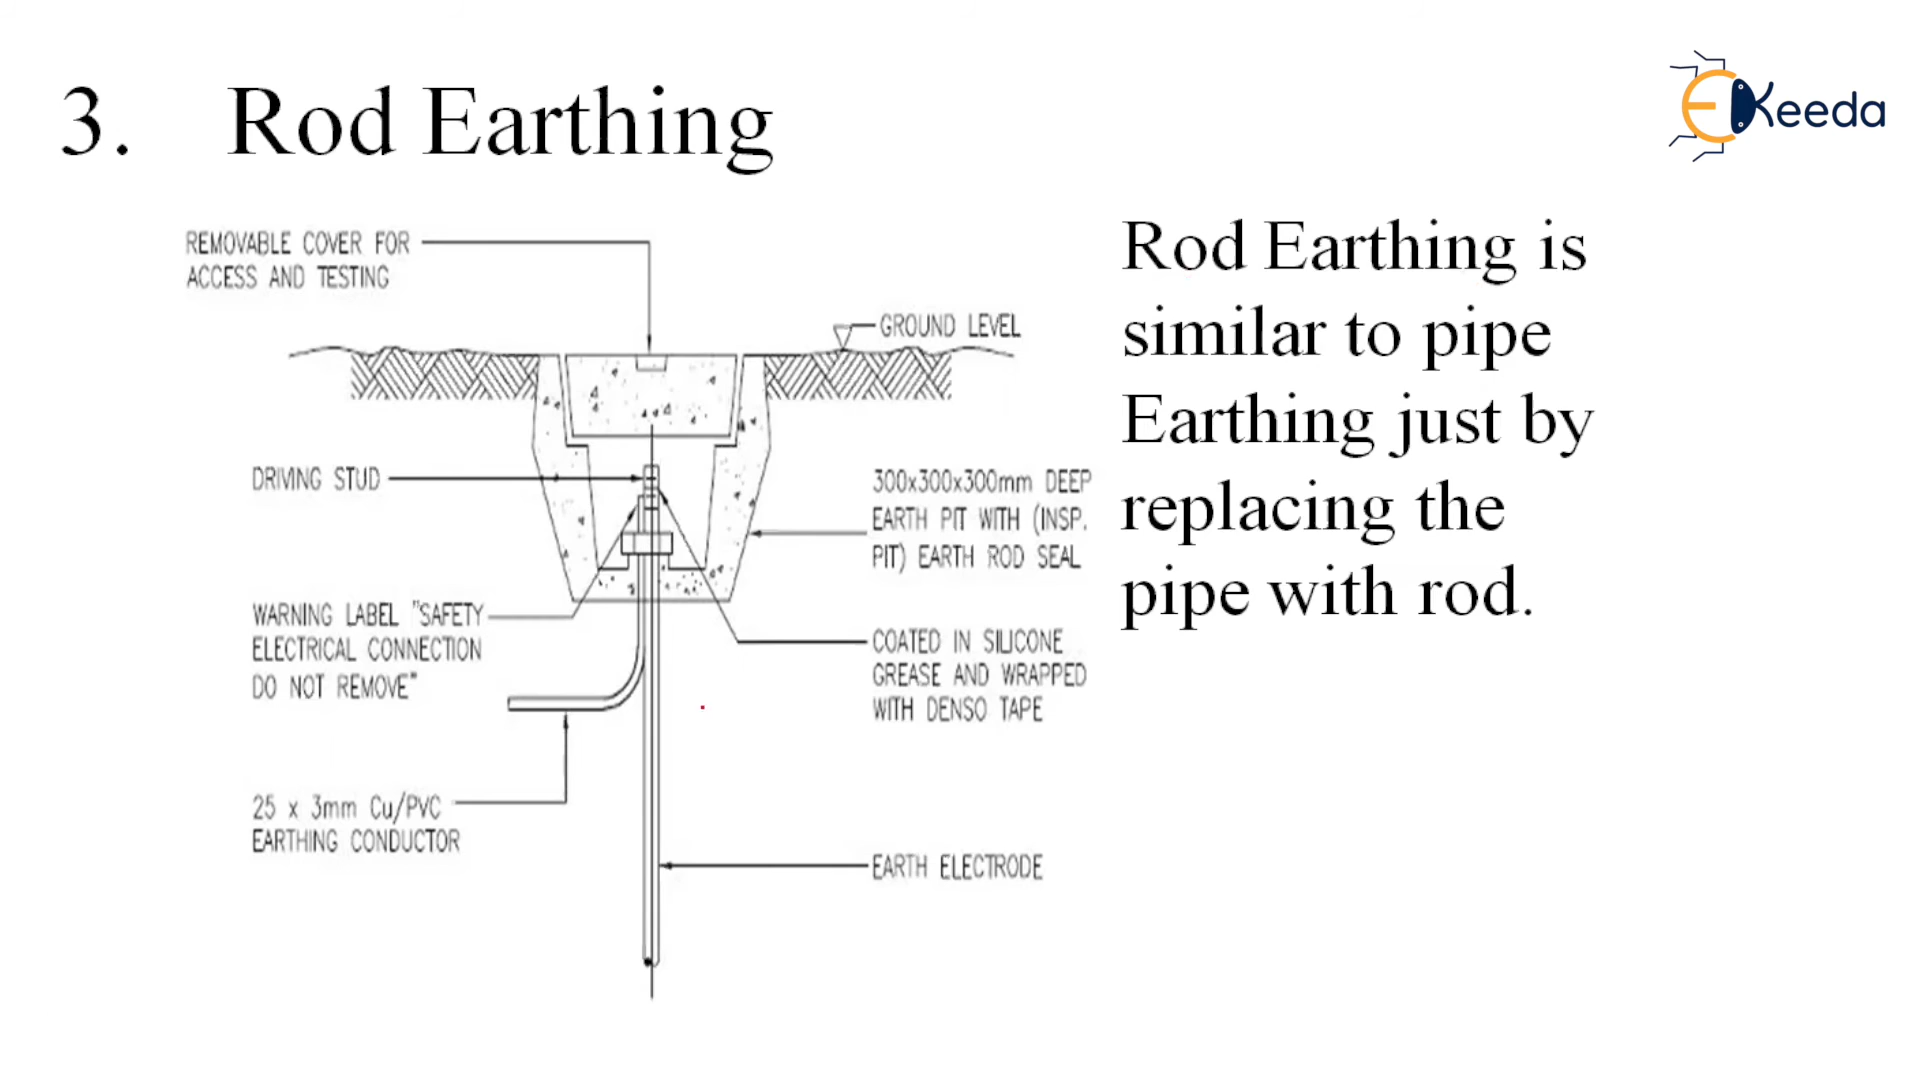 3. Rod Earthing
EKeeda
REMOVABLE COVER FOR
ACCESS AND TESTING
GROUND LEVEL
DRIVING STUD
300x300x300mm DEEP
EARTH PIT WITH (INSP.
PIT) EARTH ROD SEAL
WARNING LABEL "SAFETY
ELECTRICAL CONNECTION
DO NOT REMOVE"
COATED IN SILICONE
GREASE AND WRAPPED
WITH DENSO TAPE
25 x 3mm Cu/PVC
EARTHING CONDUCTOR
EARTH ELECTRODE
Rod Earthing is
similar to pipe
Earthing just by
replacing the
pipe with rod.